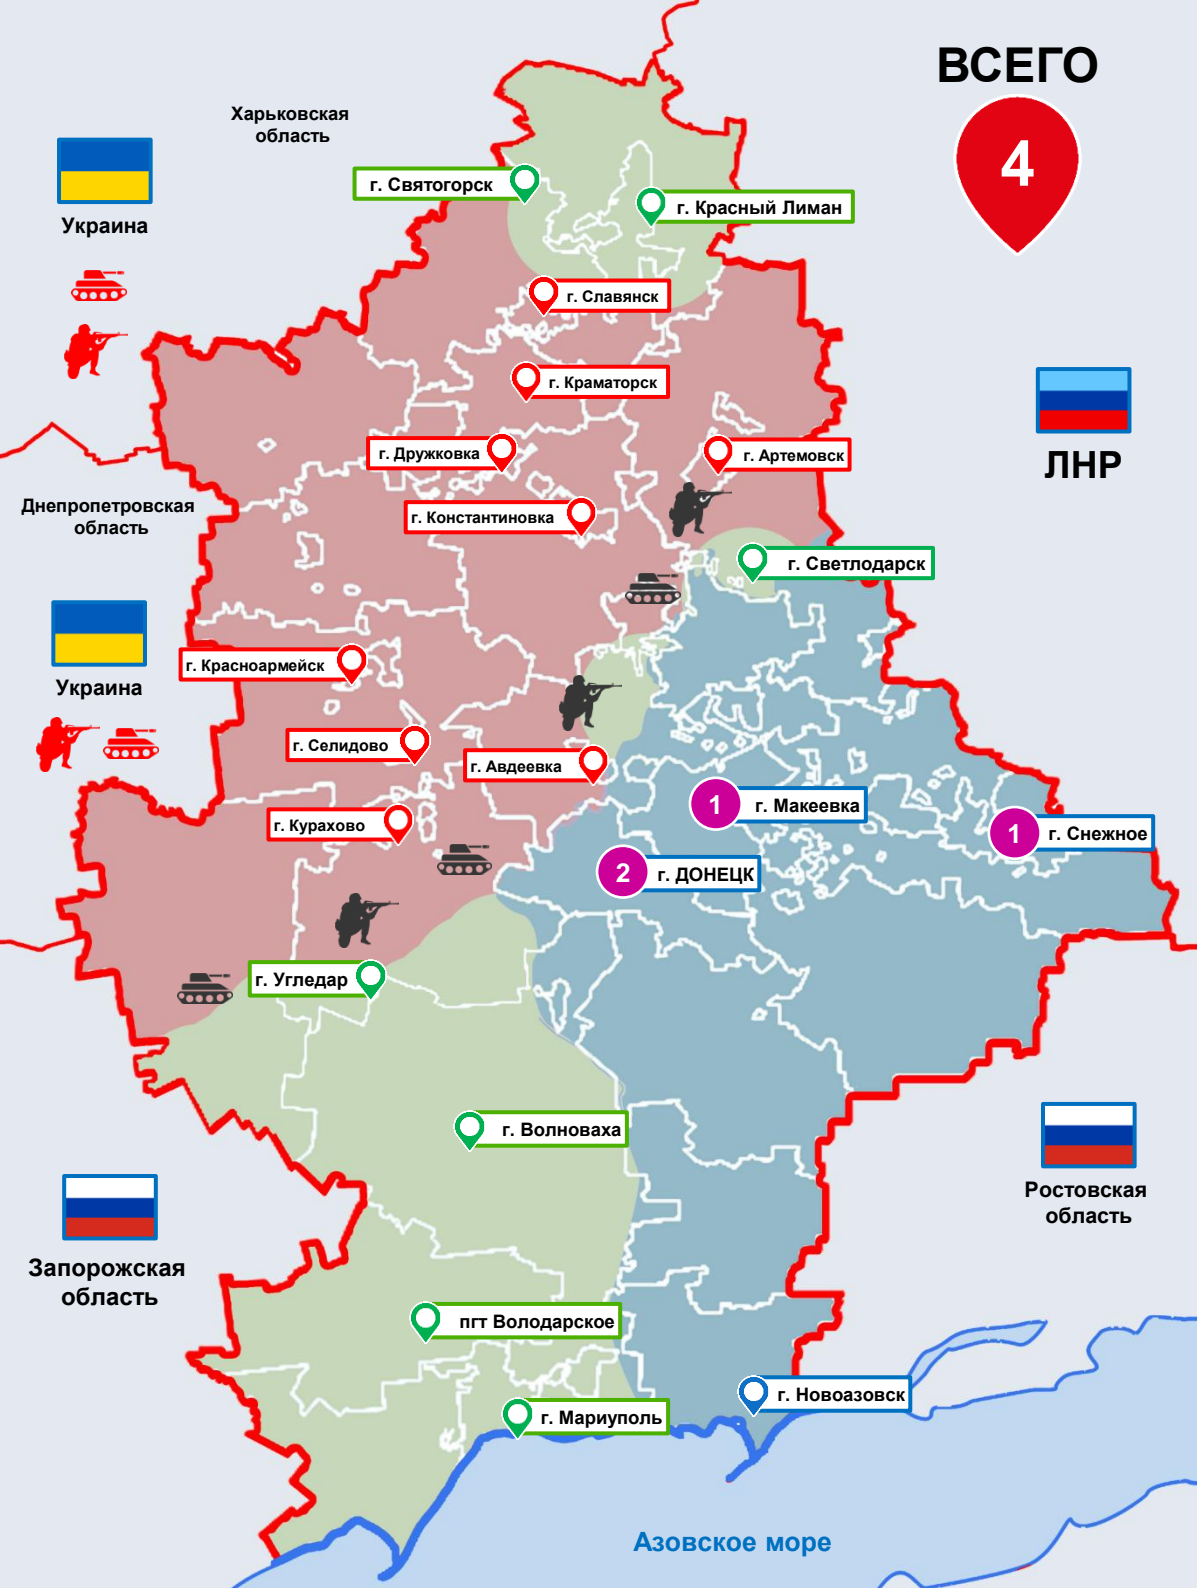 ВСЕГО
4
Харьковская
область
Украина
г. Святогорск
г. Красный Лиман
г. Славянск
г. Краматорск
ЛНР
г. Дружковка
г. Артемовск
Днепропетровская
область
г. Константиновка
г. Светлодарск
Украина
г. Красноармейск
г. Селидово
г. Авдеевка
1
г. Макеевка
г. Курахово
1
г. Снежное
2
г. ДОНЕЦК
г. Угледар
г. Волноваха
Ростовская
область
Запорожская
область
пгт Володарское
г. Новоазовск
г. Мариуполь
Азовское море